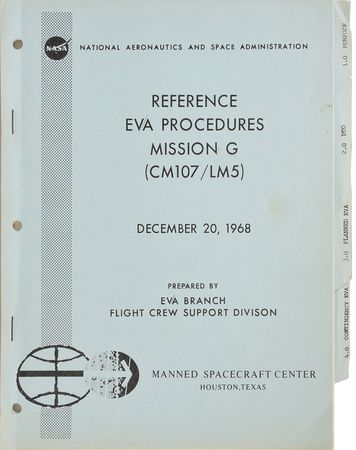 NASA
NATIONAL AERONAUTICS AND SPACE ADMINISTRATION
REFERENCE
EVA PROCEDURES
MISSION G
(CM107/LM5)
DECEMBER 20, 1968
PREPARED BY
EVA BRANCH
FLIGHT CREW SUPPORT DIVISON
MANNED SPACECRAFT CENTER
HOUSTON, TEXAS
1.0 PURPOSE
2.0 DTO
3.0 PLANNED EVA
4.0 CONTINGENCY EVA